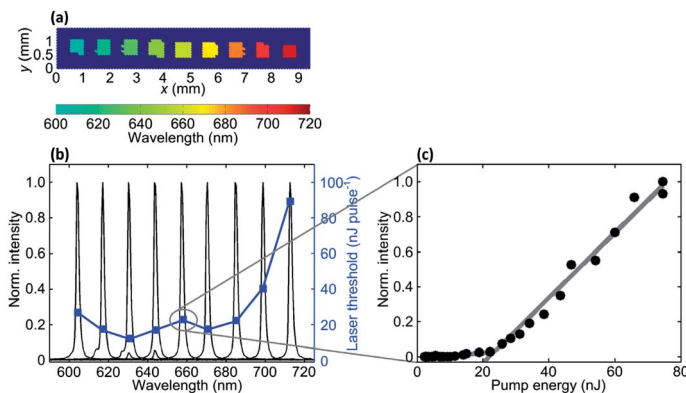 (a)
y (mm)
1
0.5
0
0 1 2 3 4 5 6 7 8 9
x (mm)
600 620 640 660 680 700 720
Wavelength (nm)
(b)
Norm. intensity
1.0
0.8
0.6
0.4
0.2
0
600 620 640 660 680 700 720
Wavelength (nm)
100
80
60
40
20
0
Laser threshold (nJ pulse⁻¹)
(c)
Norm. intensity
1.0
0.8
0.6
0.4
0.2
0
0 20 40 60 80
Pump energy (nJ)